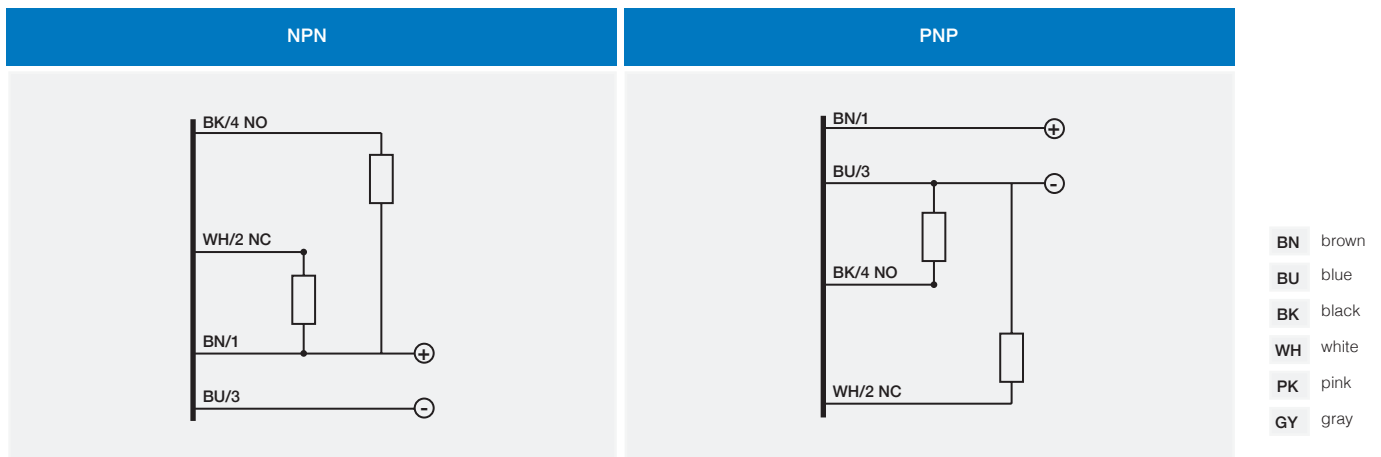 NPN
BK/4 NO
WH/2 NC
BN/1
+
BU/3
-
PNP
BN/1
+
BU/3
-
BK/4 NO
WH/2 NC
BN brown
BU blue
BK black
WH white
PK pink
GY gray